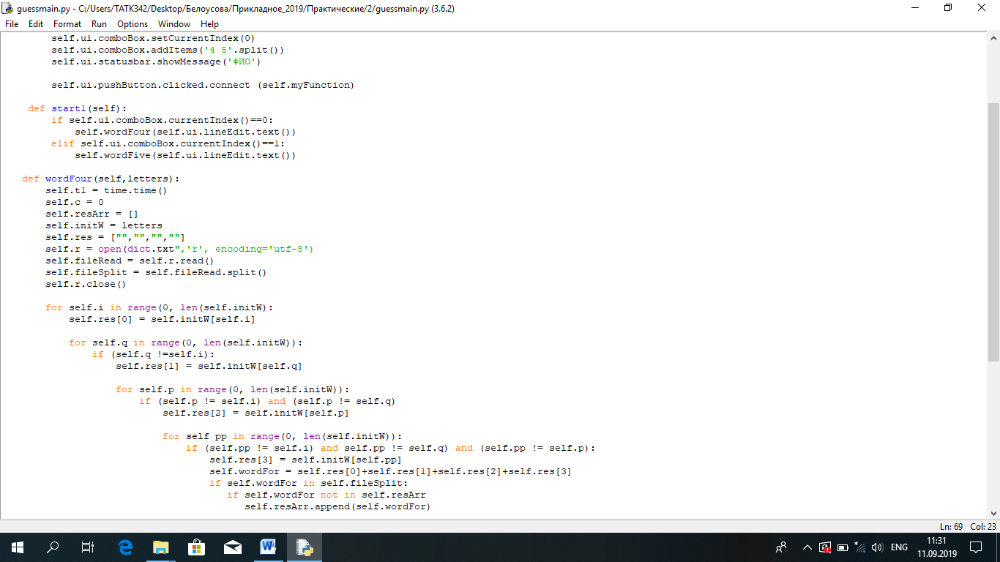 guessmain.py - C:/Users/TATK342/Desktop/Белоусова/Прикладное_2019/Практические/2/guessmain.py (3.6.2)
File Edit Format Run Options Window Help
self.ui.comboBox.setCurrentIndex(0)
self.ui.comboBox.addItems('4 5'.split())
self.ui.statusbar.showMessage('ФИО')
self.ui.pushButton.clicked.connect (self.myFunction)
def start1(self):
if self.ui.comboBox.currentIndex()==0:
self.wordFour(self.ui.lineEdit.text())
elif self.ui.comboBox.currentIndex()==1:
self.wordFive(self.ui.lineEdit.text())
def wordFour(self,letters):
self.t1 = time.time()
self.c = 0
self.resArr = []
self.initW = letters
self.res = ["","","",""]
self.r = open(dict.txt",'r', encoding='utf-8')
self.fileRead = self.r.read()
self.fileSplit = self.fileRead.split()
self.r.close()
for self.i in range(0, len(self.initW):
self.res[0] = self.initW[self.i]
for self.q in range(0, len(self.initW)):
if (self.q !=self.i):
self.res[1] = self.initW[self.q]
for self.p in range(0, len(self.initW)):
if (self.p != self.i) and (self.p != self.q)
self.res[2] = self.initW[self.p]
for self pp in range(0, len(self.initW)):
if (self.pp != self.i) and self.pp != self.q) and (self.pp != self.p):
self.res[3] = self.initW[self.pp]
self.wordFor = self.res[0]+self.res[1]+self.res[2]+self.res[3]
if self.wordFor in self.fileSplit:
if self.wordFor not in self.resArr
self.resArr.append(self.wordFor)
Ln: 69 Col: 23
ENG
11:31
11.09.2019